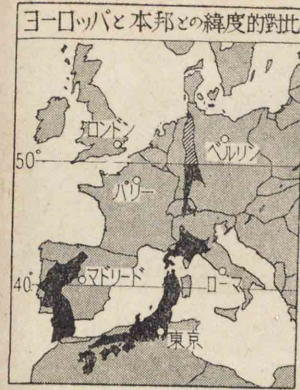 ヨーロッパと本邦との緯度的對比
ロンドン
ベルリン
50°
パリー
40°
マドリード
ローマ
東京